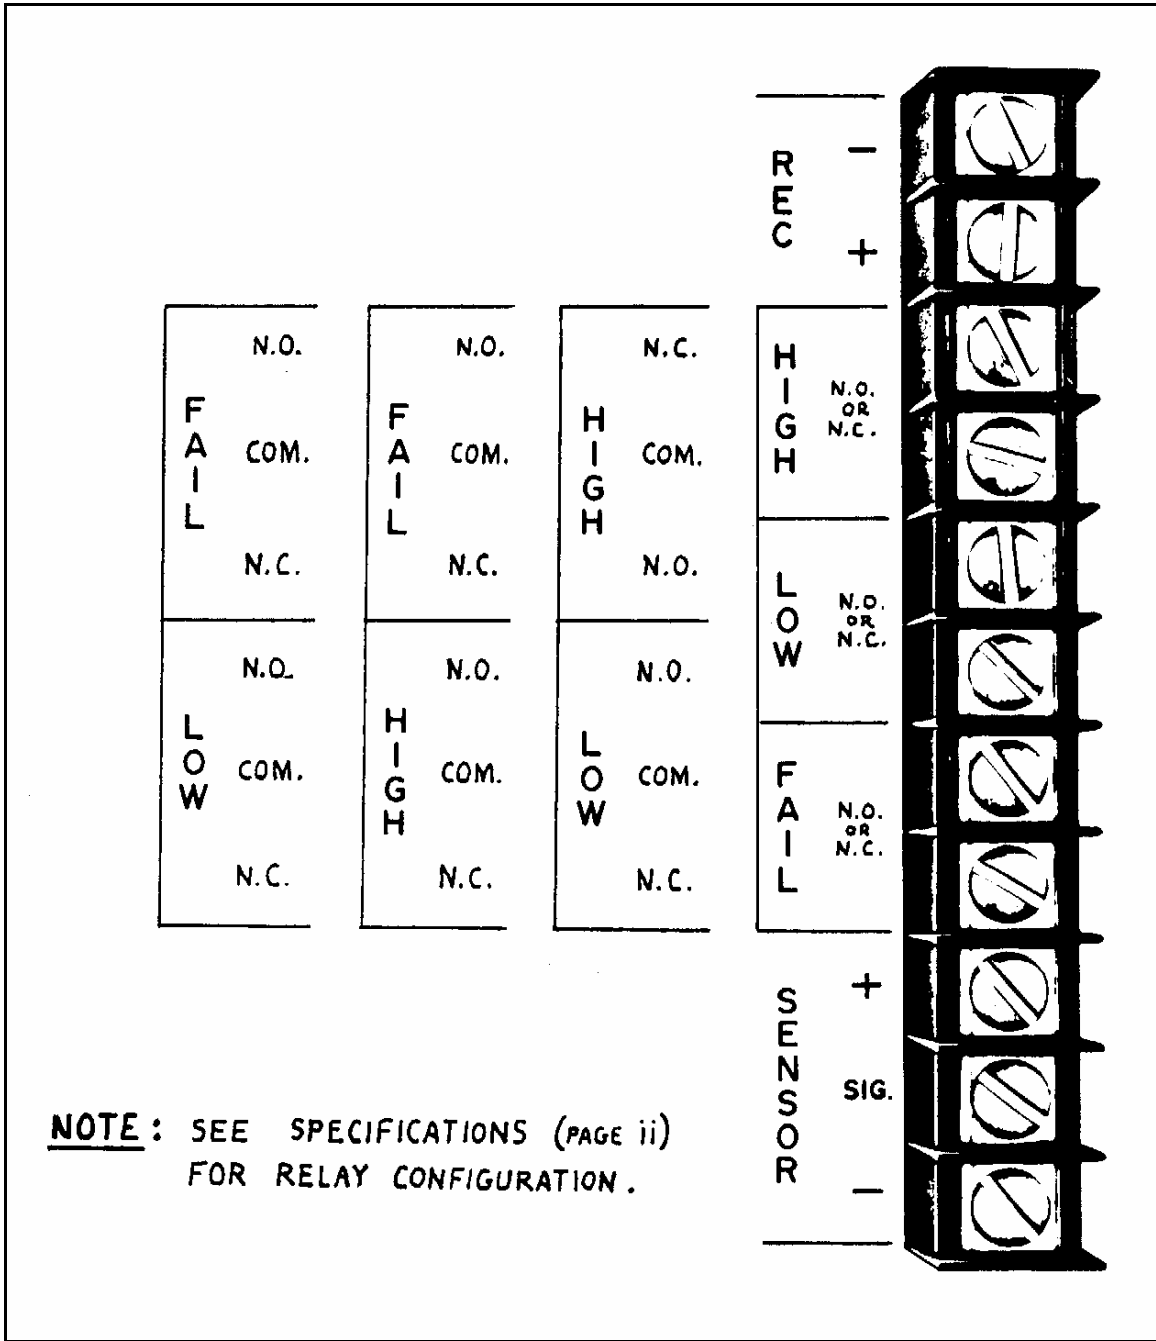 REC
−
+
FAIL
N.O.
COM.
N.C.
LOW
N.O.
COM.
N.C.
FAIL
N.O.
COM.
N.C.
HIGH
N.O.
COM.
N.C.
HIGH
N.C.
COM.
N.O.
LOW
N.O.
COM.
N.C.
HIGH
N.O.
OR
N.C.
LOW
N.O.
OR
N.C.
FAIL
N.O.
OR
N.C.
SENSOR
+
SIG.
−
NOTE: SEE SPECIFICATIONS (PAGE ii)
FOR RELAY CONFIGURATION.